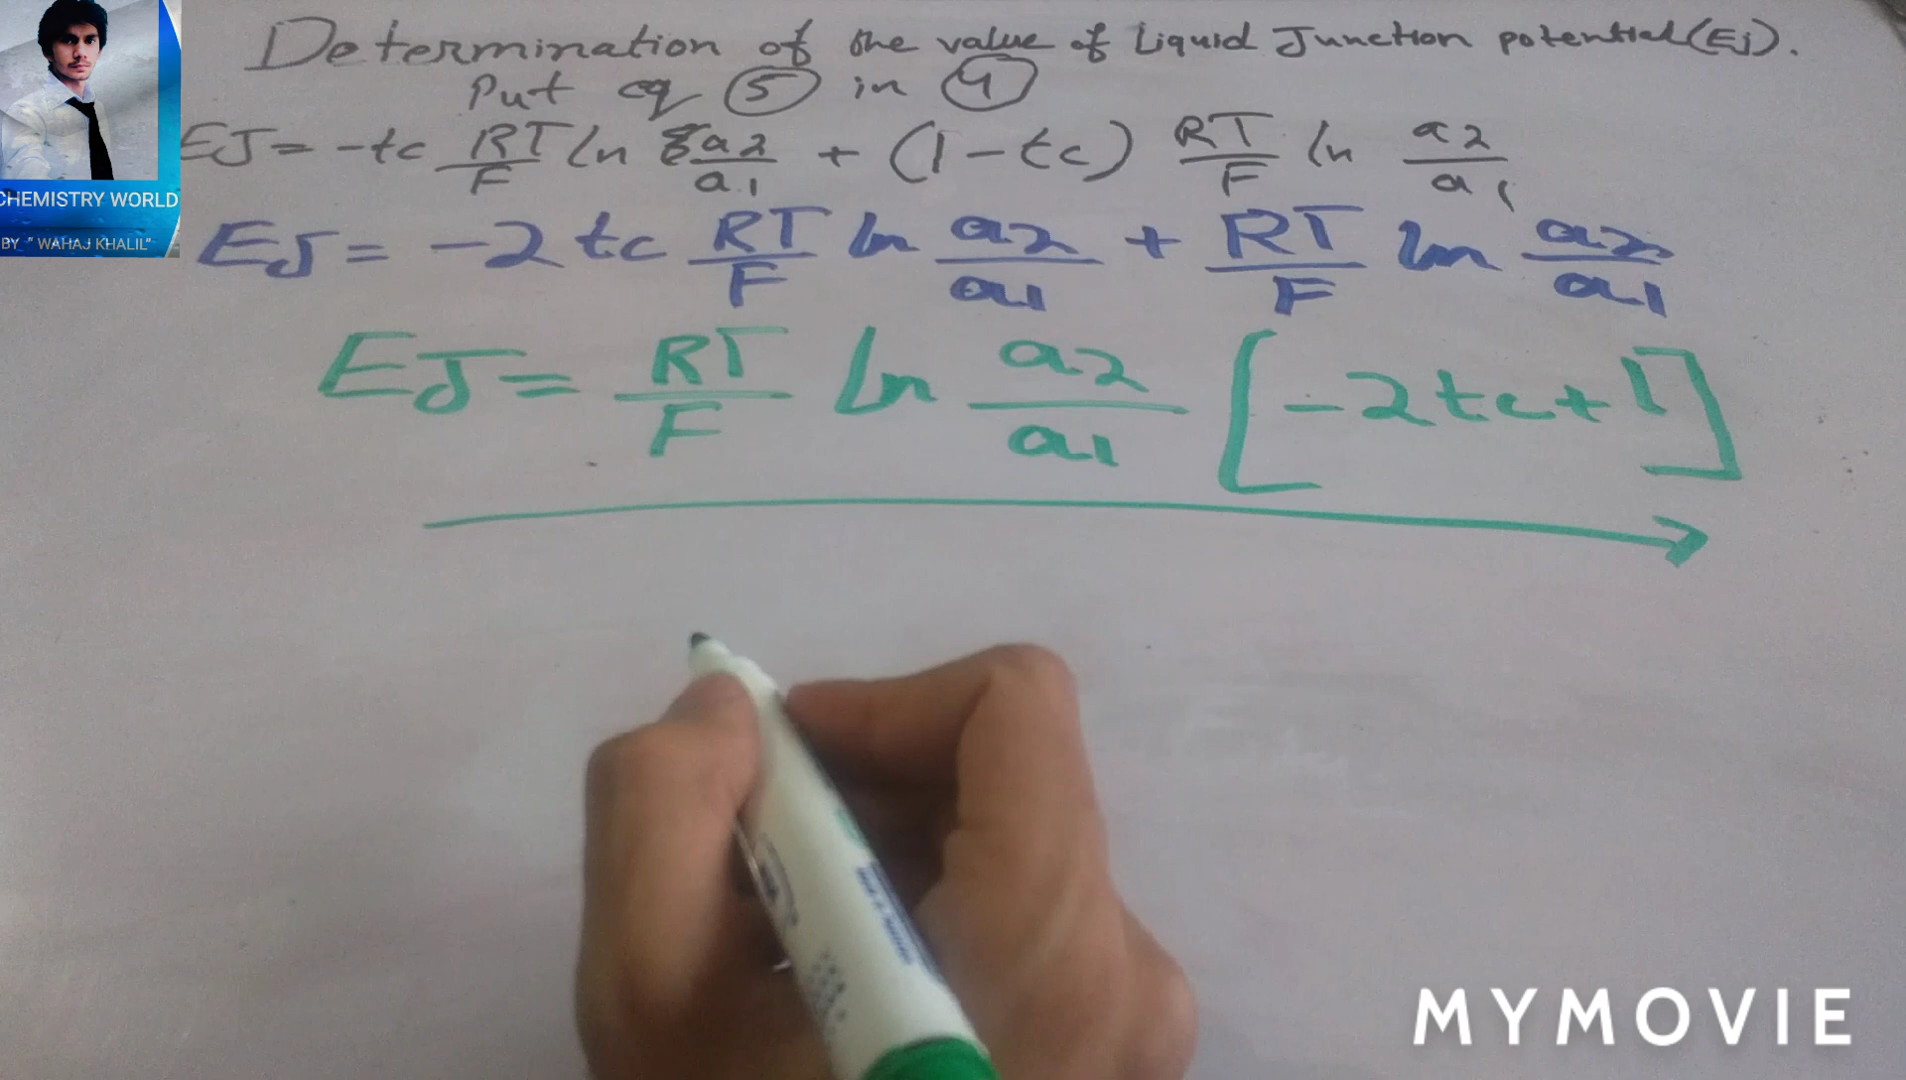 Determination of the value of Liquid Junction potential (Ej).
Put eq ⑤ in ④
EJ = -tc RT/F ln a2/a1 + (1-tc) RT/F ln a2/a1
EJ = -2tc RT/F ln a2/a1 + RT/F ln a2/a1
EJ = RT/F ln a2/a1 [-2tc+1]
CHEMISTRY WORLD
BY "WAHAJ KHALIL"
MYMOVIE